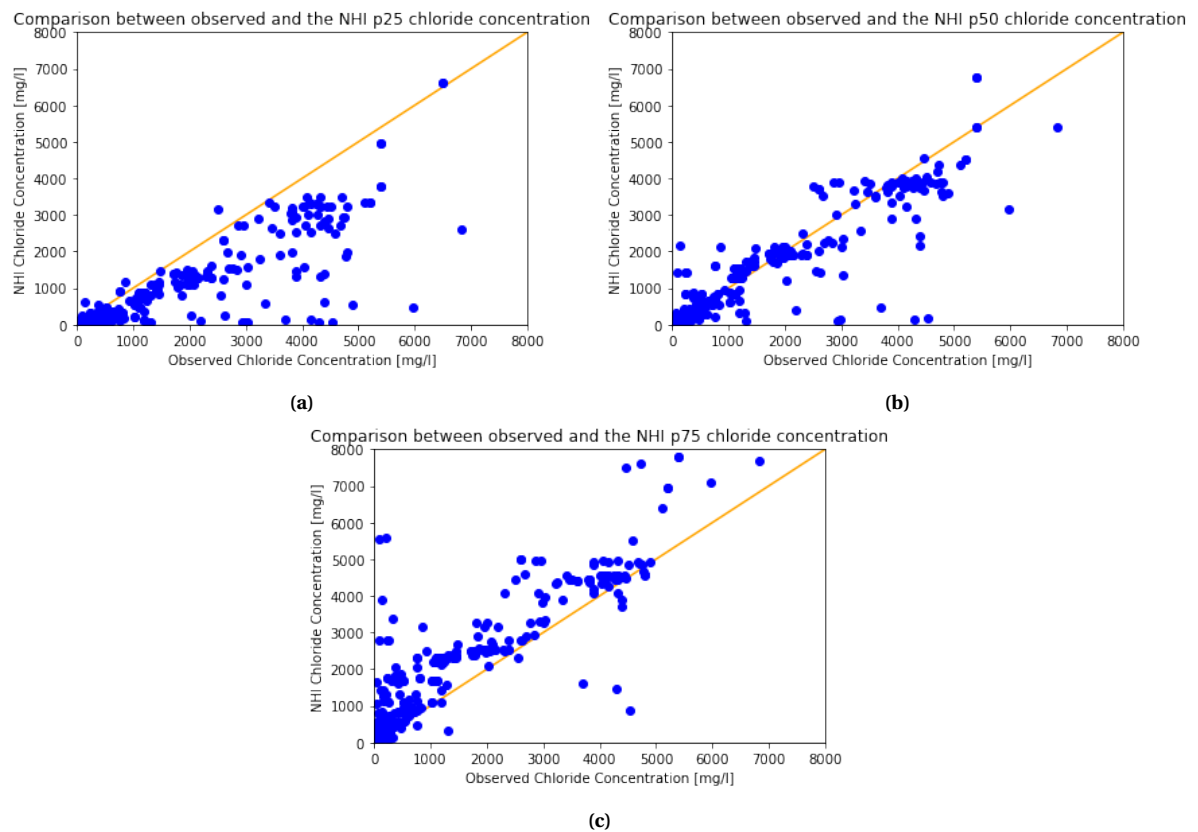 Comparison between observed and the NHI p25 chloride concentration
8000
7000
6000
5000
4000
3000
2000
1000
0
NHI Chloride Concentration [mg/l]
0 1000 2000 3000 4000 5000 6000 7000 8000
Observed Chloride Concentration [mg/l]
(a)
Comparison between observed and the NHI p50 chloride concentration
8000
7000
6000
5000
4000
3000
2000
1000
0
NHI Chloride Concentration [mg/l]
0 1000 2000 3000 4000 5000 6000 7000 8000
Observed Chloride Concentration [mg/l]
(b)
Comparison between observed and the NHI p75 chloride concentration
8000
7000
6000
5000
4000
3000
2000
1000
0
NHI Chloride Concentration [mg/l]
0 1000 2000 3000 4000 5000 6000 7000 8000
Observed Chloride Concentration [mg/l]
(c)